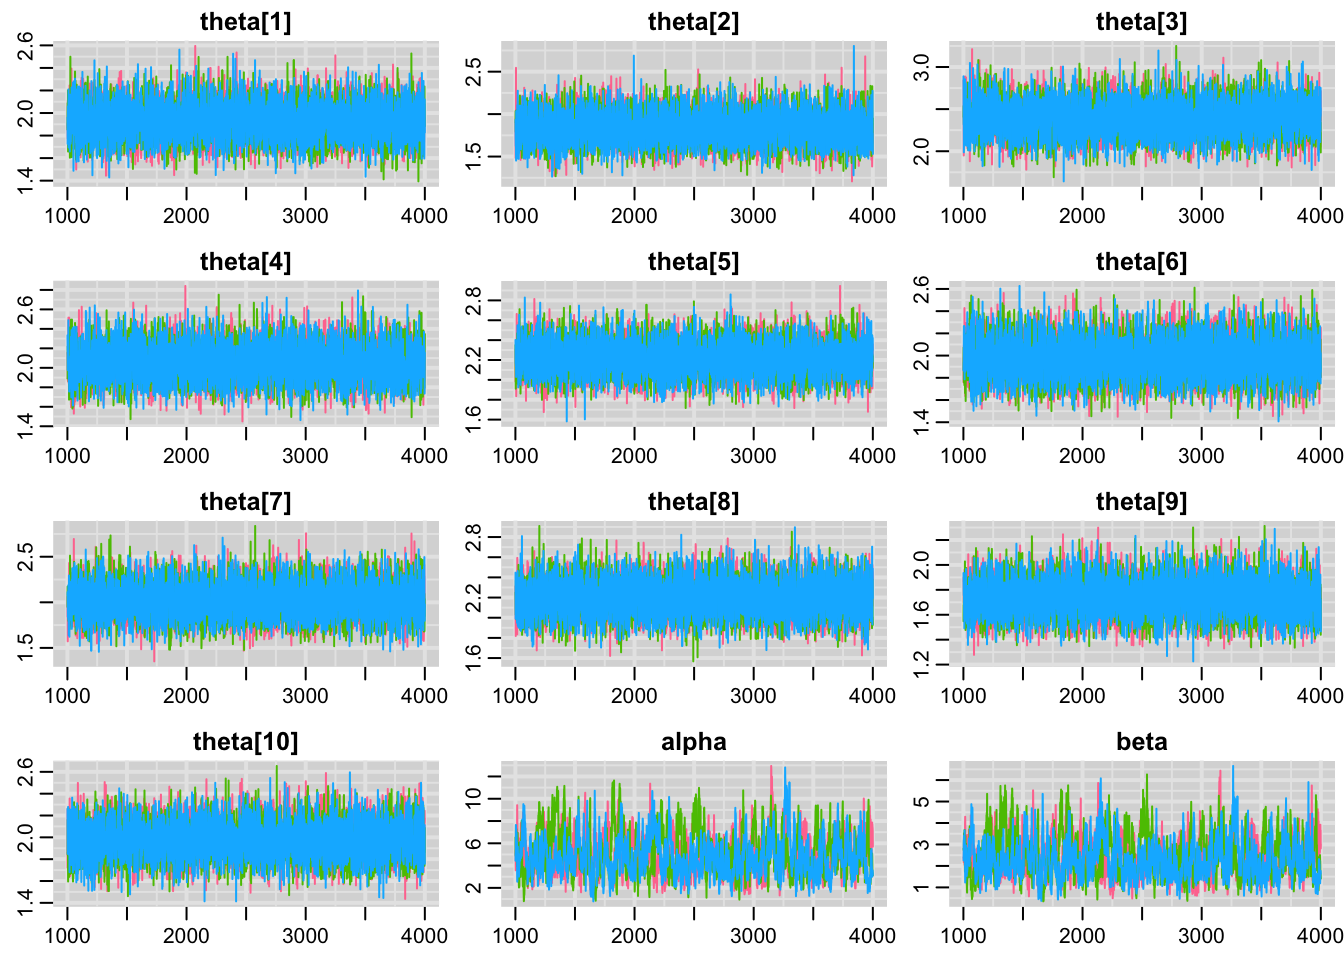 theta[1] theta[2] theta[3]
2.6 2.0 1.4 2.5 1.5 3.0 2.0
1000 2000 3000 4000 1000 2000 3000 4000 1000 2000 3000 4000
theta[4] theta[5] theta[6]
2.6 2.0 1.4 2.8 2.2 1.6 2.6 2.0 1.4
1000 2000 3000 4000 1000 2000 3000 4000 1000 2000 3000 4000
theta[7] theta[8] theta[9]
2.5 1.5 2.8 2.2 1.6 2.0 1.6 1.2
1000 2000 3000 4000 1000 2000 3000 4000 1000 2000 3000 4000
theta[10] alpha beta
2.6 2.0 1.4 10 6 2 5 3 1
1000 2000 3000 4000 1000 2000 3000 4000 1000 2000 3000 4000